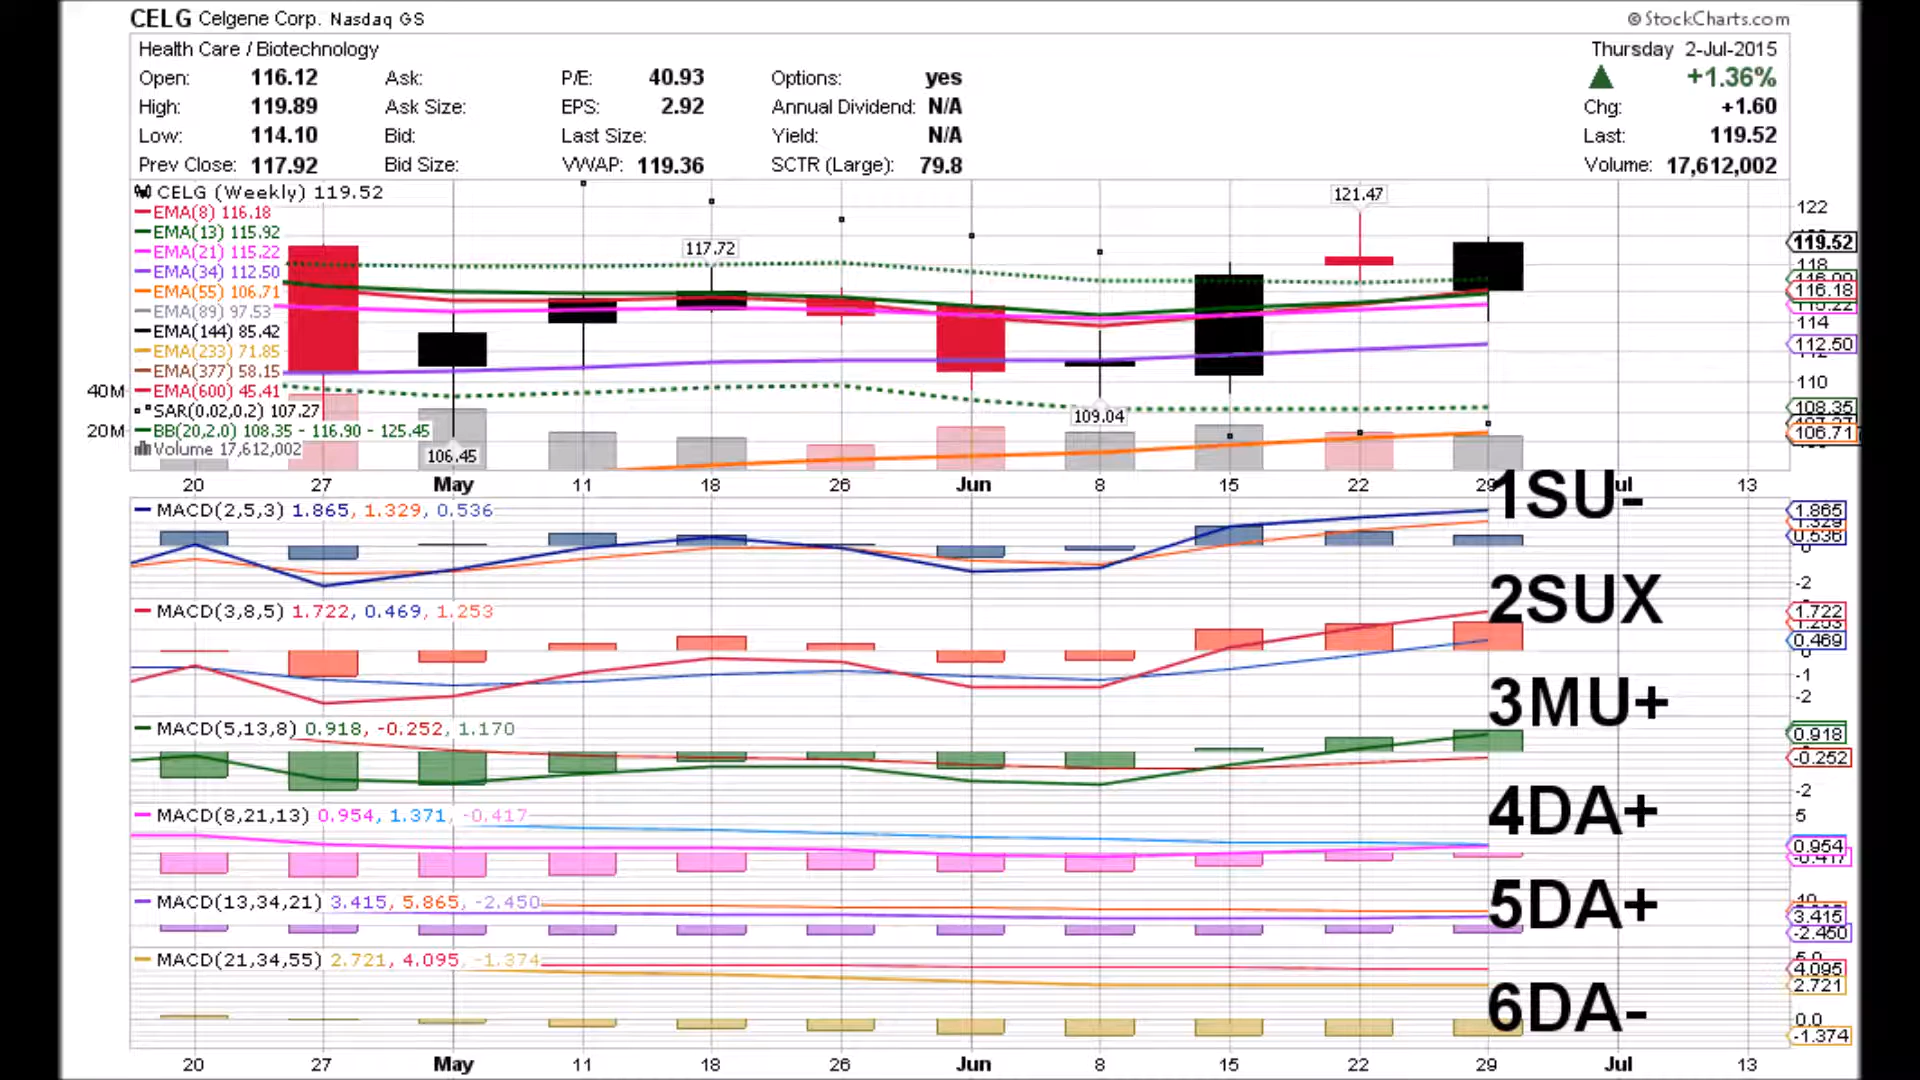 CELG Celgene Corp. Nasdaq GS
© StockCharts.com
Health Care / Biotechnology
Thursday 2-Jul-2015
Open: 116.12 Ask: P/E: 40.93 Options: yes
+1.36%
High: 119.89 Ask Size: EPS: 2.92 Annual Dividend: N/A Chg: +1.60
Low: 114.10 Bid: Last Size: Yield: N/A Last: 119.52
Prev Close: 117.92 Bid Size: VWAP: 119.36 SCTR (Large): 79.8 Volume: 17,612,002
CELG (Weekly) 119.52
EMA(8) 116.18
EMA(13) 115.92
EMA(21) 115.22
EMA(34) 112.50
EMA(55) 106.71
EMA(89) 97.53
EMA(144) 85.42
EMA(233) 71.85
EMA(377) 58.15
EMA(600) 45.41
SAR(0.02,0.2) 107.27
BB(20,2.0) 108.35 - 116.90 - 125.45
Volume 17,612,002
40M
20M
117.72
106.45
109.04
121.47
122
119.52
118
116.18
115.22
114
112.50
110
108.35
106.71
20 27 May 11 18 26 Jun 8 15 22 29 Jul 13
1SU-
MACD(2,5,3) 1.865, 1.329, 0.536
1.865
1.329
0.536
0
-2
2SUX
MACD(3,8,5) 1.722, 0.469, 1.253
1.722
1.253
0.469
0
-1
-2
3MU+
MACD(5,13,8) 0.918, -0.252, 1.170
0.918
-0.252
-2
4DA+
MACD(8,21,13) 0.954, 1.371, -0.417
5
0.954
-0.417
5DA+
MACD(13,34,21) 3.415, 5.865, -2.450
10
3.415
-2.450
MACD(21,34,55) 2.721, 4.095, -1.374
5.0
4.095
2.721
6DA-
0.0
-1.374
20 27 May 11 18 26 Jun 8 15 22 29 Jul 13